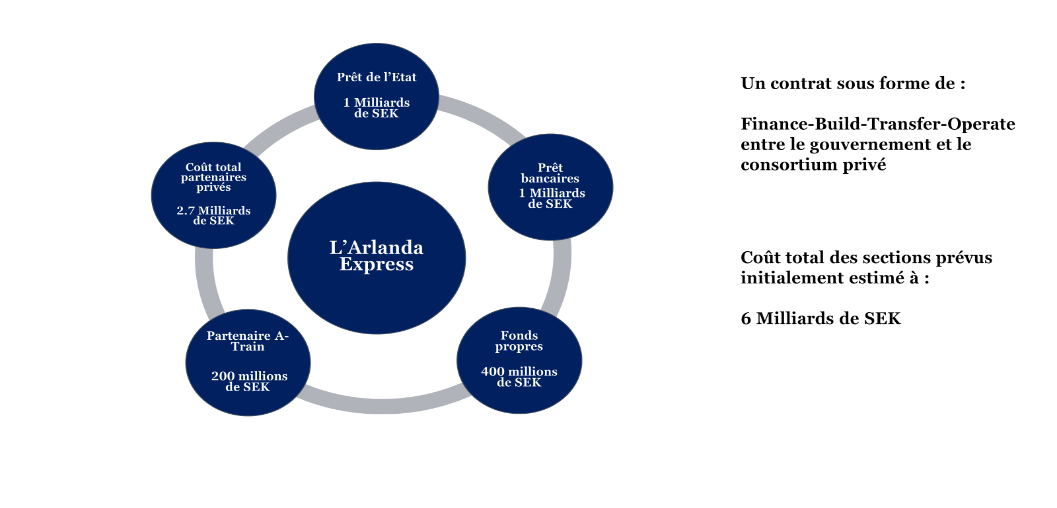 Prêt de l’Etat
1 Milliards
de SEK
Prêt
bancaires
1 Milliards
de SEK
Fonds
propres
400 millions
de SEK
Partenaire A-
Train
200 millions
de SEK
Coût total
partenaires
privés
2.7 Milliards
de SEK
L’Arlanda
Express
Un contrat sous forme de :
Finance-Build-Transfer-Operate
entre le gouvernement et le
consortium privé
Coût total des sections prévus
initialement estimé à :
6 Milliards de SEK